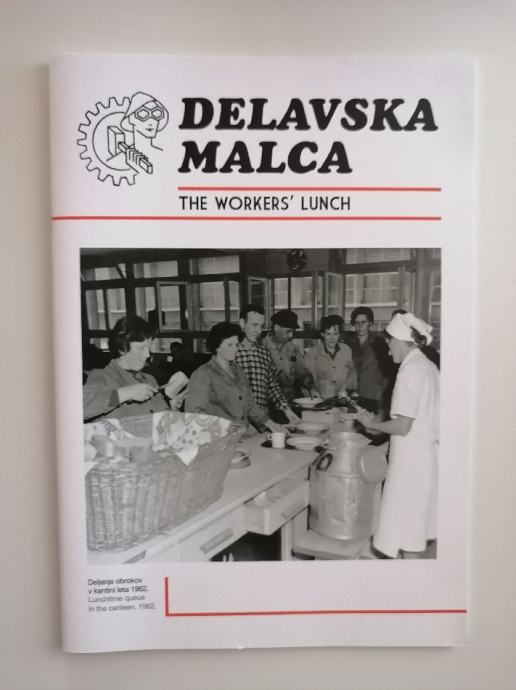 DELAVSKA
MALCA
THE WORKERS' LUNCH
Deljenje obrokov
v kantini leta 1962.
Lunchtime queue
in the canteen, 1962.